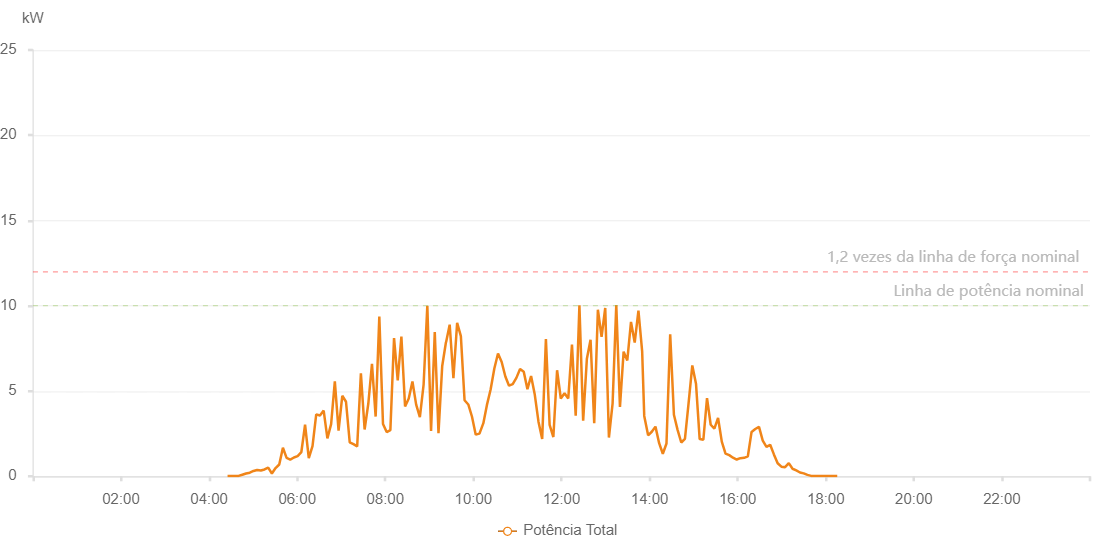 kW
25
20
15
1,2 vezes da linha de força nominal
Linha de potência nominal
10
5
0
02:00 04:00 06:00 08:00 10:00 12:00 14:00 16:00 18:00 20:00 22:00
Potência Total